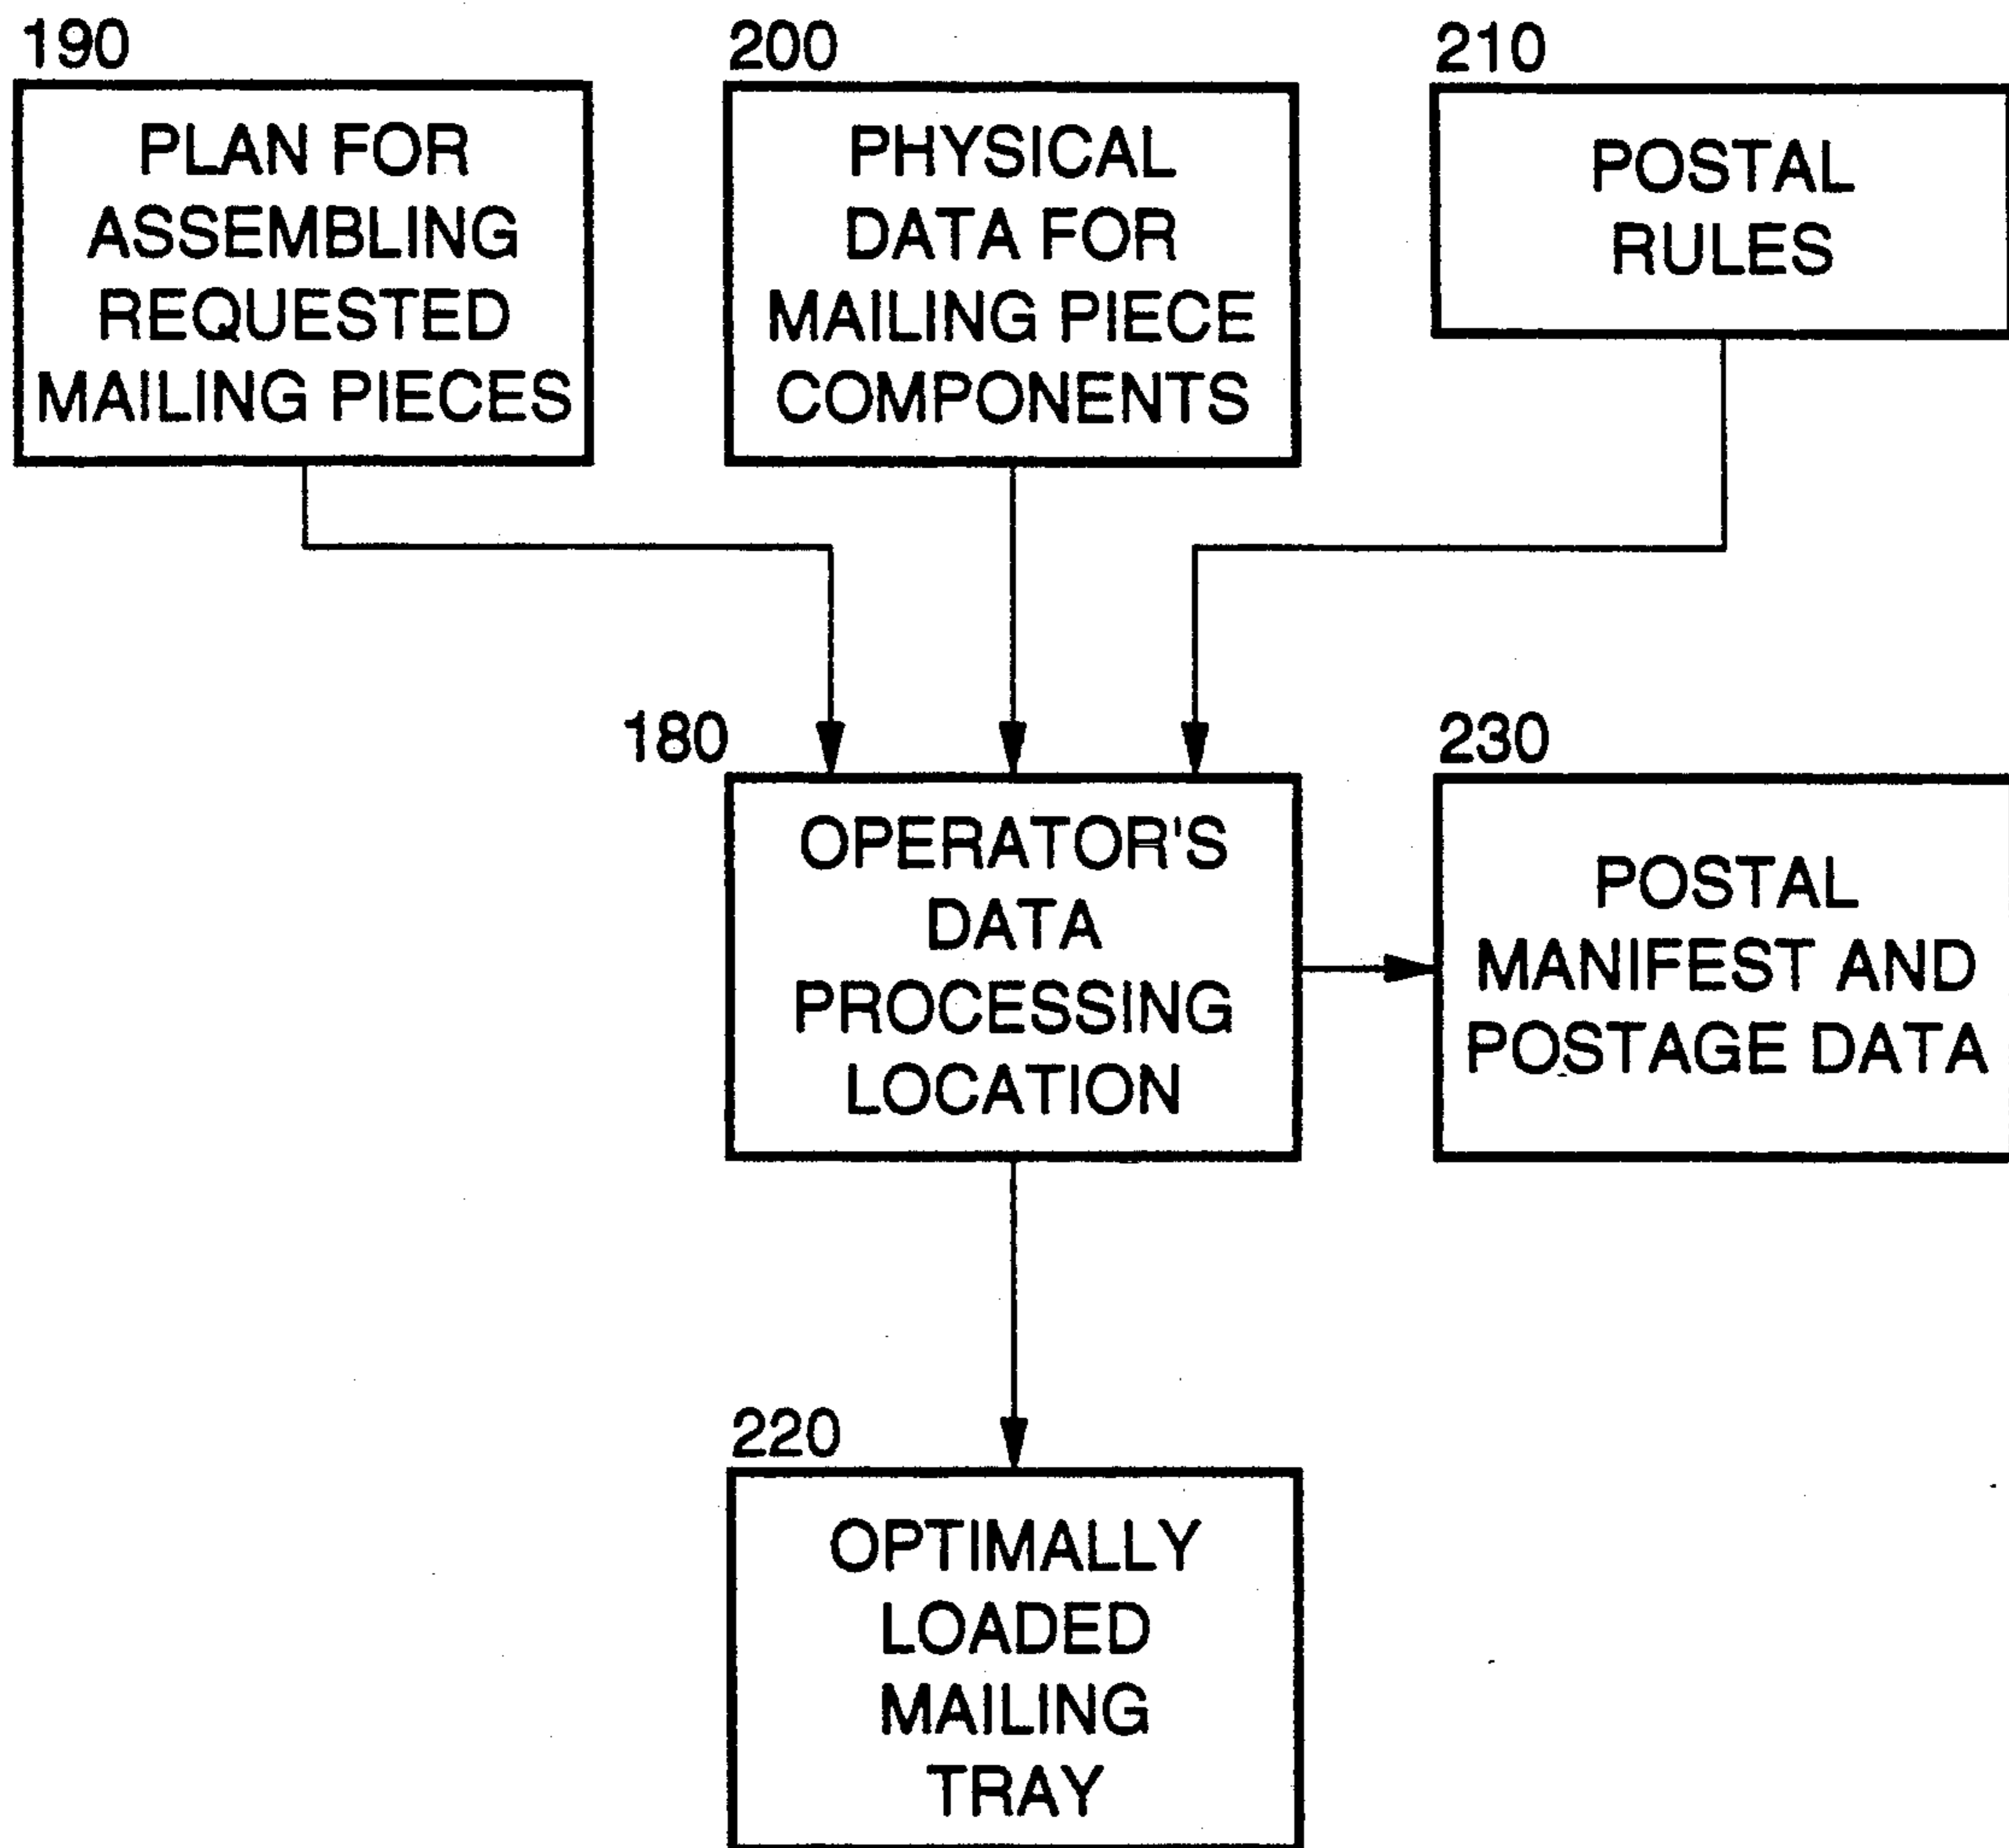 190
PLAN FOR
ASSEMBLING
REQUESTED
MAILING PIECES
200
PHYSICAL
DATA FOR
MAILING PIECE
COMPONENTS
210
POSTAL
RULES
180
OPERATOR'S
DATA
PROCESSING
LOCATION
230
POSTAL
MANIFEST AND
POSTAGE DATA
220
OPTIMALLY
LOADED
MAILING
TRAY